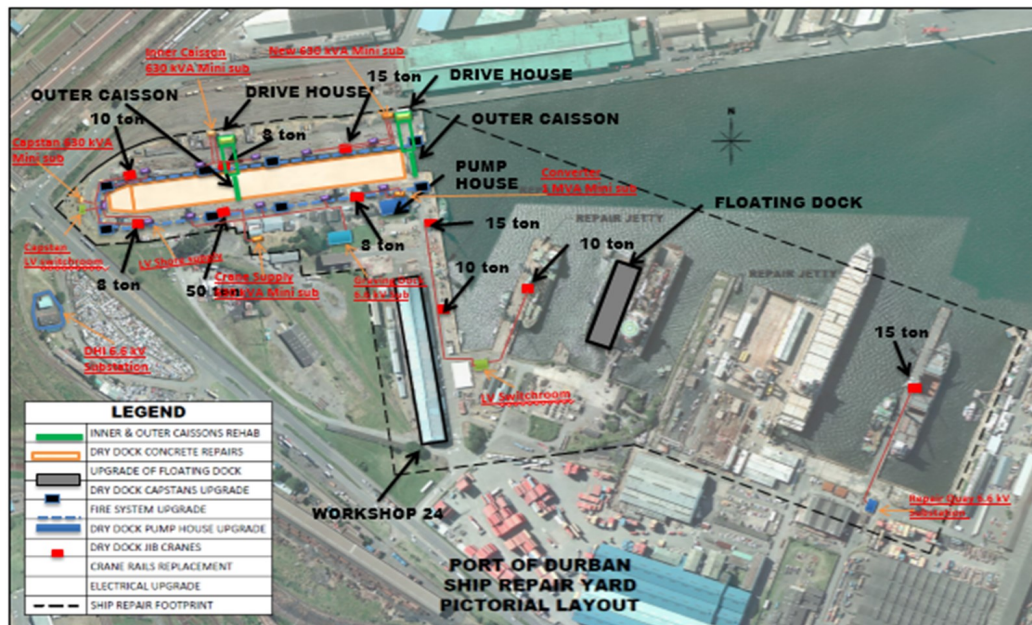 Inner Caisson
630 kVA Mini sub
New 630 kVA Mini sub
15 ton
DRIVE HOUSE
OUTER CAISSON
DRIVE HOUSE
10 ton
8 ton
OUTER CAISSON
Capstan 630 kVA
Mini sub
PUMP
HOUSE
Converter
1 MVA Mini sub
FLOATING DOCK
REPAIR JETTY
15 ton
Capstan
LV switchroom
LV Shore supply
8 ton
10 ton
10 ton
REPAIR JETTY
8 ton
50 ton
Crane Supply
kVA Mini sub
Graving Dock
6.6 kV Sub
15 ton
DHI 6.6 kV
Substation
LV Switchroom
LEGEND
INNER & OUTER CAISSONS REHAB
DRY DOCK CONCRETE REPAIRS
UPGRADE OF FLOATING DOCK
DRY DOCK CAPSTANS UPGRADE
FIRE SYSTEM UPGRADE
DRY DOCK PUMP HOUSE UPGRADE
DRY DOCK JIB CRANES
CRANE RAILS REPLACEMENT
ELECTRICAL UPGRADE
SHIP REPAIR FOOTPRINT
WORKSHOP 24
Repair Quay 6.6 kV
Substation
PORT OF DURBAN
SHIP REPAIR YARD
PICTORIAL LAYOUT
N